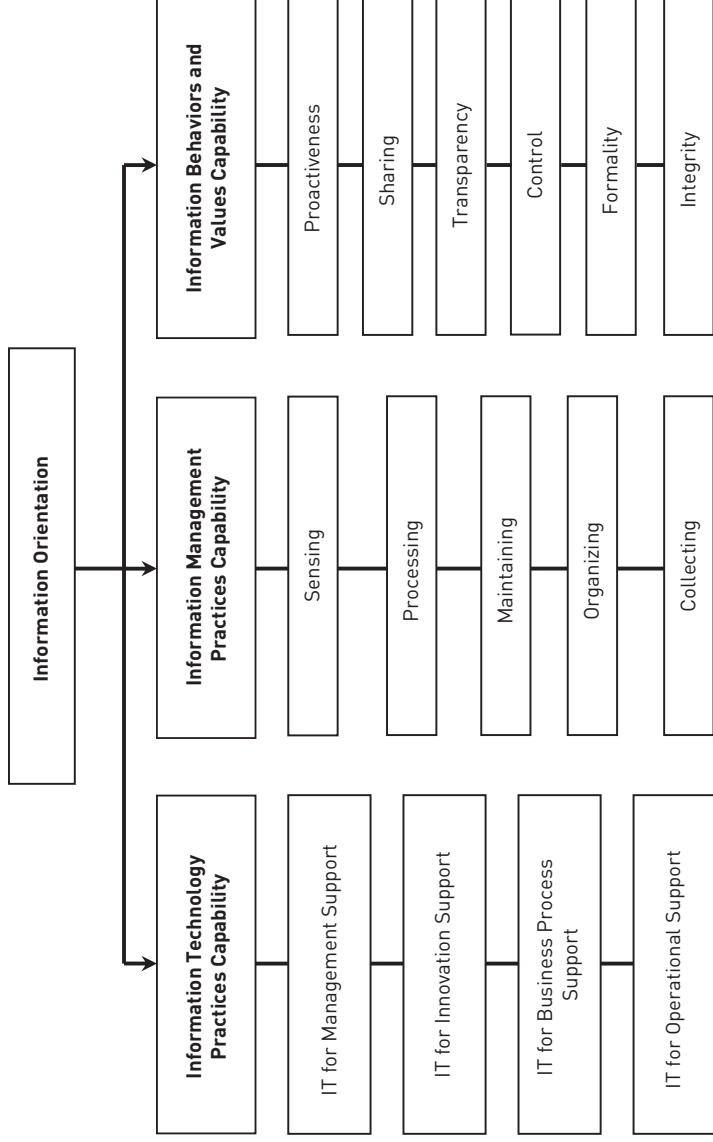 Information Orientation
Information Technology
Practices Capability
IT for Management Support
IT for Innovation Support
IT for Business Process
Support
IT for Operational Support
Information Management
Practices Capability
Sensing
Processing
Maintaining
Organizing
Collecting
Information Behaviors and
Values Capability
Proactiveness
Sharing
Transparency
Control
Formality
Integrity